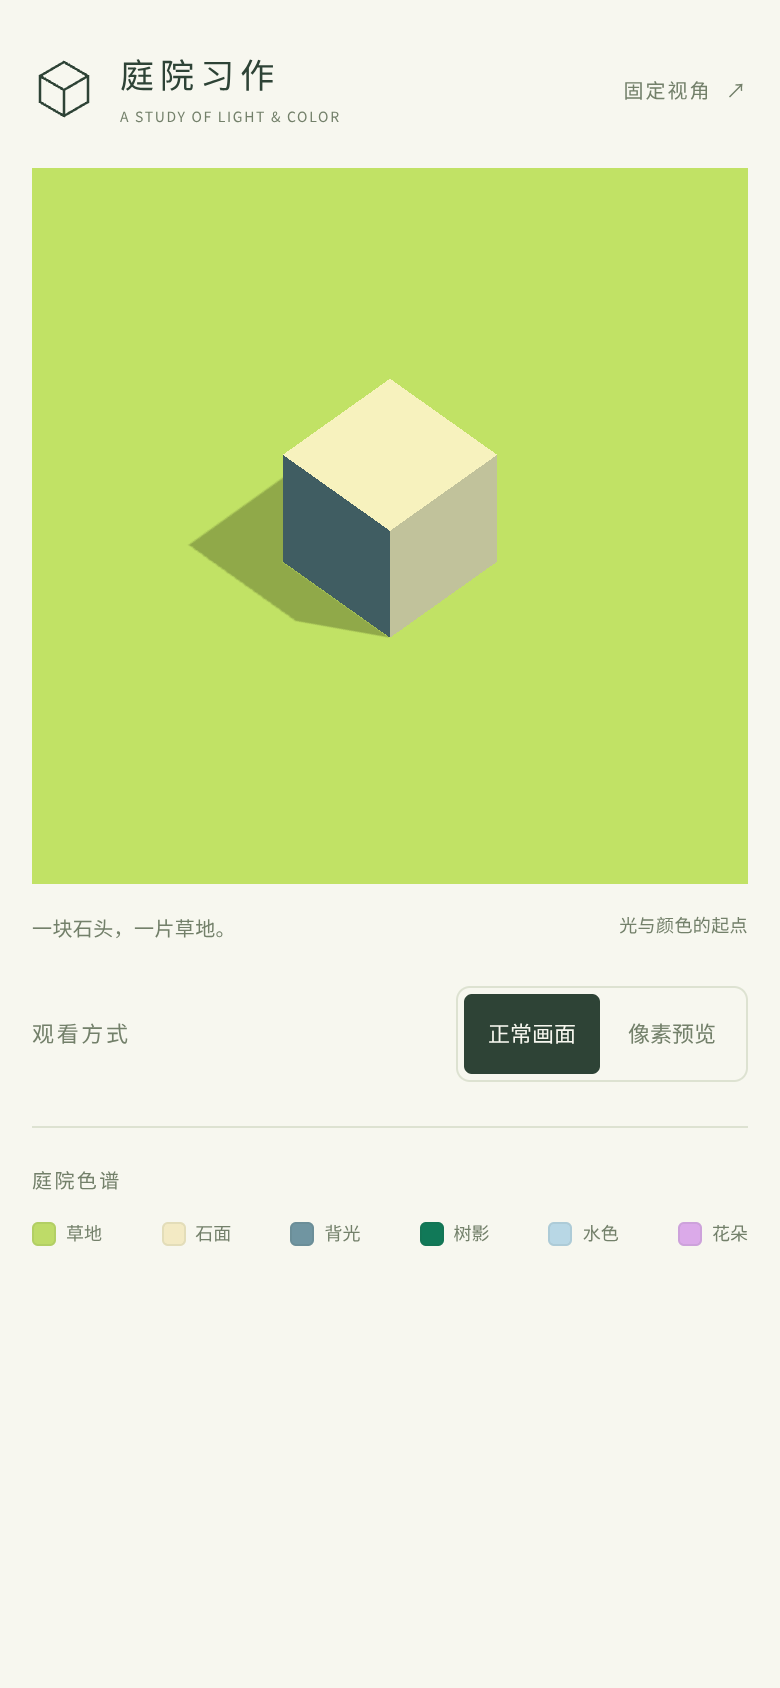 庭院习作
A STUDY OF LIGHT & COLOR
固定视角 ↗
一块石头，一片草地。
光与颜色的起点
观看方式
正常画面
像素预览
庭院色谱
草地
石面
背光
树影
水色
花朵